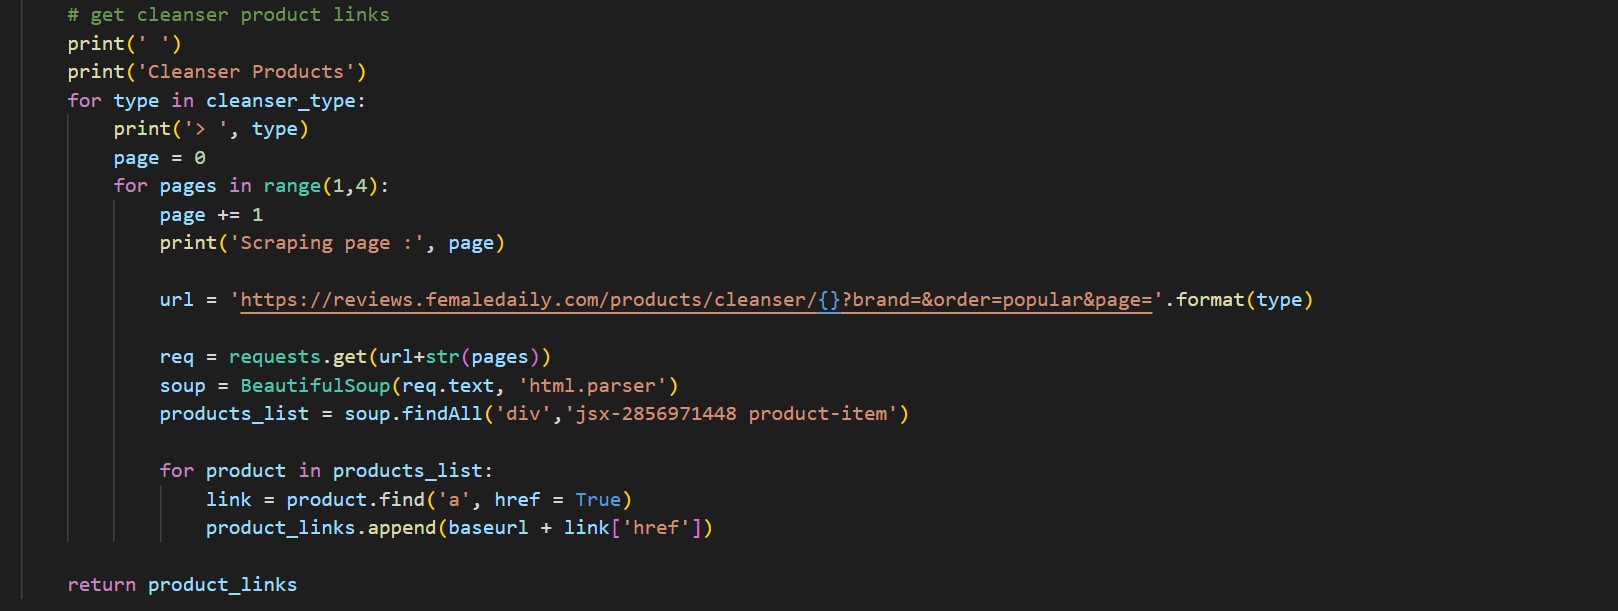 # get cleanser product links
print(' ')
print('Cleanser Products')
for type in cleanser_type:
    print('> ', type)
    page = 0
    for pages in range(1,4):
        page += 1
        print('Scraping page :', page)

        url = 'https://reviews.femaledaily.com/products/cleanser/{}?brand=&order=popular&page='.format(type)

        req = requests.get(url+str(pages))
        soup = BeautifulSoup(req.text, 'html.parser')
        products_list = soup.findAll('div','jsx-2856971448 product-item')

        for product in products_list:
            link = product.find('a', href = True)
            product_links.append(baseurl + link['href'])

return product_links